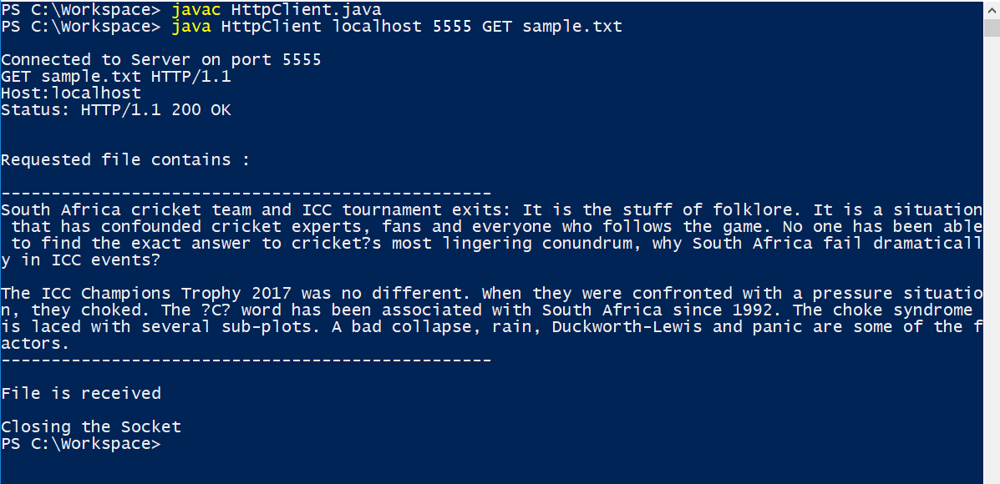 PS C:\Workspace> javac HttpClient.java
PS C:\Workspace> java HttpClient localhost 5555 GET sample.txt
Connected to Server on port 5555
GET sample.txt HTTP/1.1
Host:localhost
Status: HTTP/1.1 200 OK
Requested file contains :
-------------------------------------------------
South Africa cricket team and ICC tournament exits: It is the stuff of folklore. It is a situation
 that has confounded cricket experts, fans and everyone who follows the game. No one has been able
 to find the exact answer to cricket?s most lingering conundrum, why South Africa fail dramaticall
y in ICC events?
The ICC Champions Trophy 2017 was no different. When they were confronted with a pressure situatio
n, they choked. The ?C? word has been associated with South Africa since 1992. The choke syndrome
is laced with several sub-plots. A bad collapse, rain, Duckworth-Lewis and panic are some of the f
actors.
-------------------------------------------------
File is received
Closing the Socket
PS C:\Workspace>